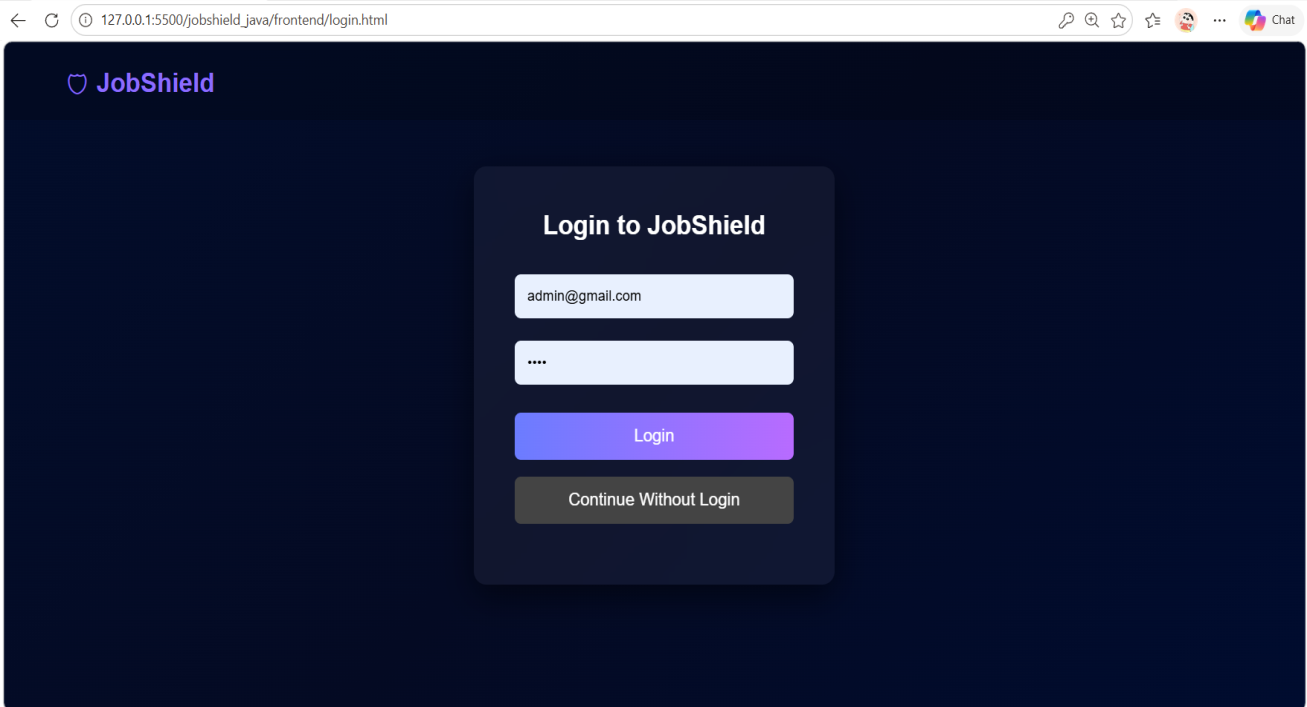 127.0.0.1:5500/jobshield_java/frontend/login.html
Chat
JobShield
Login to JobShield
admin@gmail.com
••••
Login
Continue Without Login